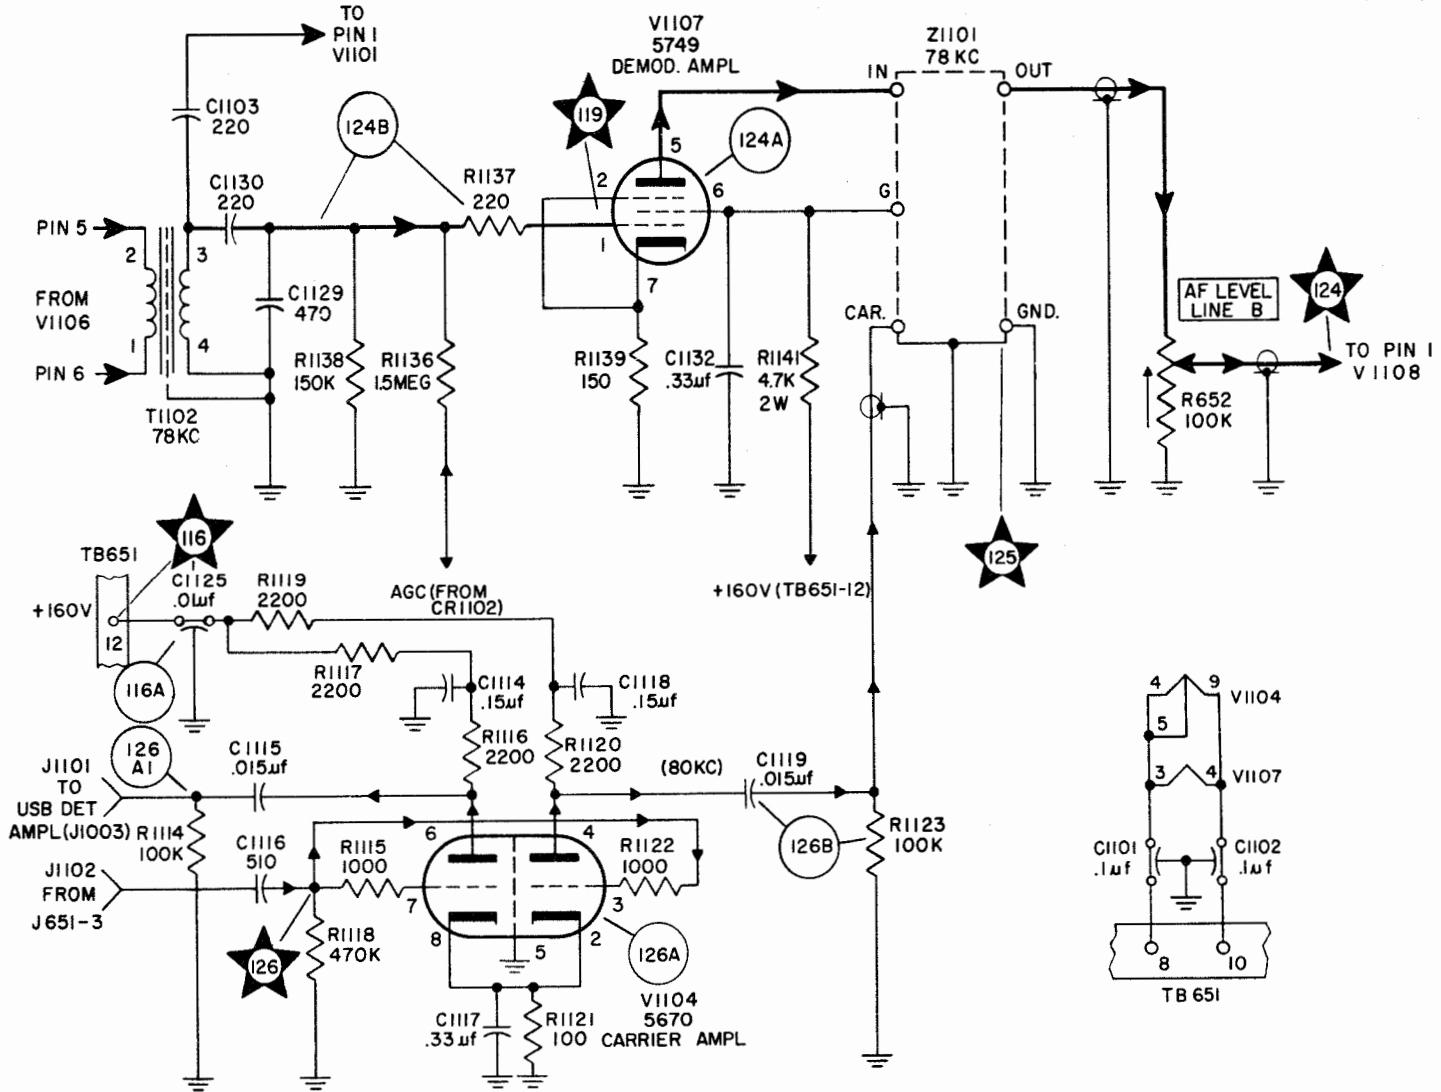 TO
PIN 1
V1101
C1103
220
124B
C1130
220
PIN 5
2
3
FROM
V1106
1
4
PIN 6
T1102
78KC
C1129
470
R1138
150K
R1136
1.5MEG
R1137
220
119
V1107
5749
DEMOD. AMPL
124A
5
2
6
1
7
R1139
150
C1132
.33uf
R1141
4.7K
2W
Z1101
78 KC
IN
OUT
G
CAR.
GND.
AF LEVEL
LINE B
124
TO PIN 1
V1108
R652
100K
125
+160V (TB651-12)
AGC (FROM
CR1102)
116
TB651
+160V
12
C1125
.01uf
116A
R1119
2200
R1117
2200
C1114
.15uf
C1118
.15uf
R1116
2200
R1120
2200
(80KC)
C1119
.015uf
126
A1
J1101
TO
USB DET
AMPL (J1003)
C1115
.015uf
R1114
100K
J1102
FROM
J651-3
C1116
510
R1115
1000
R1122
1000
6
4
7
3
8
5
2
126
R1118
470K
126A
126B
R1123
100K
V1104
5670
CARRIER AMPL
C1117
.33uf
R1121
100
4
9
V1104
5
3
4
V1107
C1101
.1uf
C1102
.1uf
8
10
TB 651